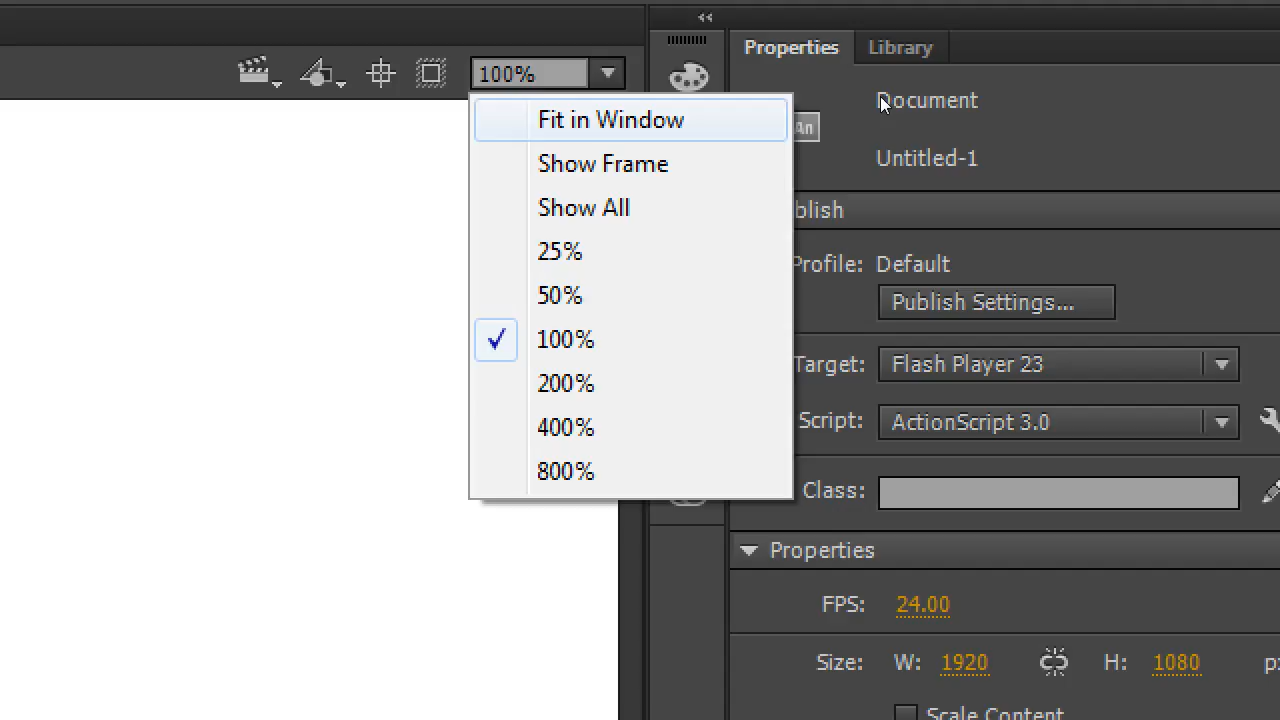 Properties
Library
100%
Document
An
Untitled-1
Fit in Window
Show Frame
Show All
25%
50%
100%
200%
400%
800%
blish
Profile: Default
Publish Settings...
Target: Flash Player 23
Script: ActionScript 3.0
Class:
Properties
FPS: 24.00
Size: W: 1920 H: 1080 p
Scale Content